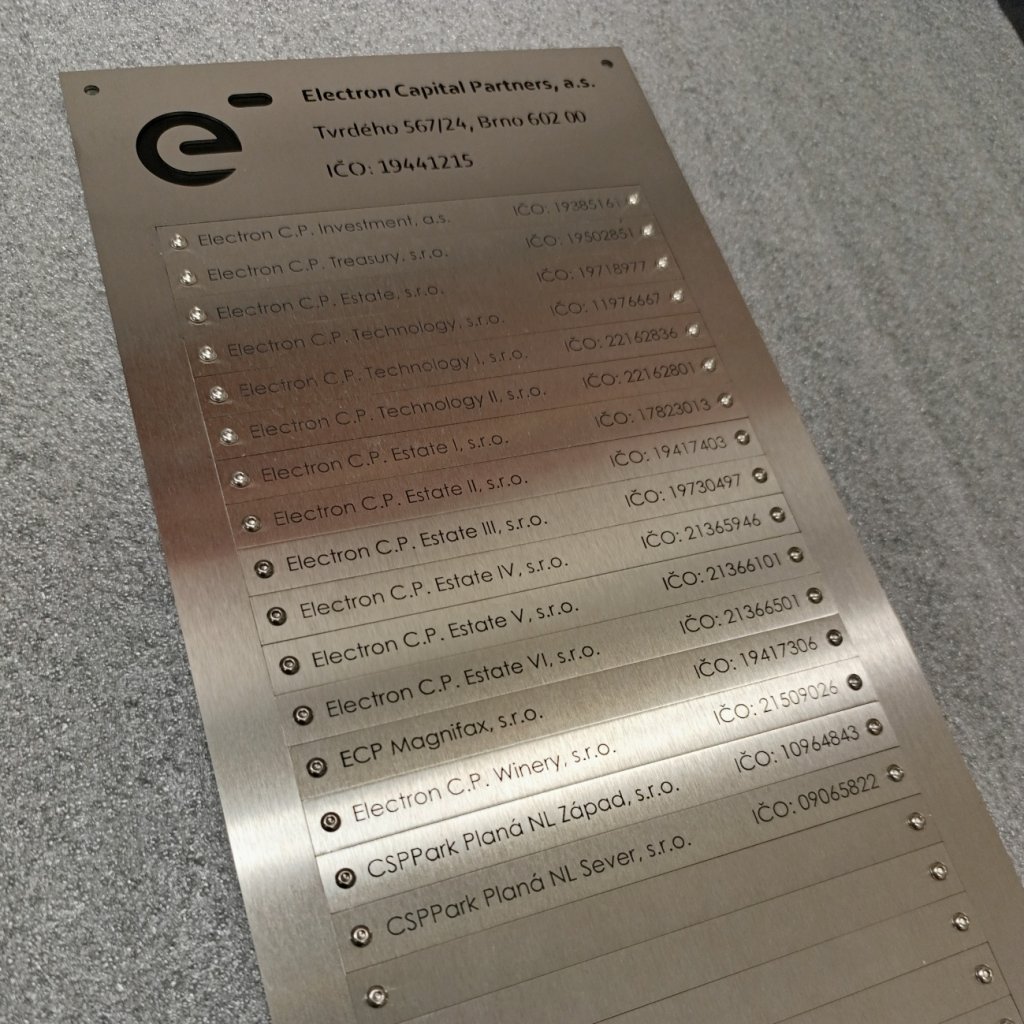 Electron Capital Partners, a.s.
Tvrdého 567/24, Brno 602 00
IČO: 19441215
Electron C.P. Investment, a.s. IČO: 19385161
Electron C.P. Treasury, s.r.o. IČO: 19502851
Electron C.P. Estate, s.r.o. IČO: 19718977
Electron C.P. Technology, s.r.o. IČO: 11976667
Electron C.P. Technology I, s.r.o. IČO: 22162836
Electron C.P. Technology II, s.r.o. IČO: 22162801
Electron C.P. Estate I, s.r.o. IČO: 17823013
Electron C.P. Estate II, s.r.o. IČO: 19417403
Electron C.P. Estate III, s.r.o. IČO: 19730497
Electron C.P. Estate IV, s.r.o. IČO: 21365946
Electron C.P. Estate V, s.r.o. IČO: 21366101
Electron C.P. Estate VI, s.r.o. IČO: 21366501
ECP Magnifax, s.r.o. IČO: 19417306
Electron C.P. Winery, s.r.o. IČO: 21509026
CSPPark Planá NL Západ, s.r.o. IČO: 10964843
CSPPark Planá NL Sever, s.r.o. IČO: 09065822